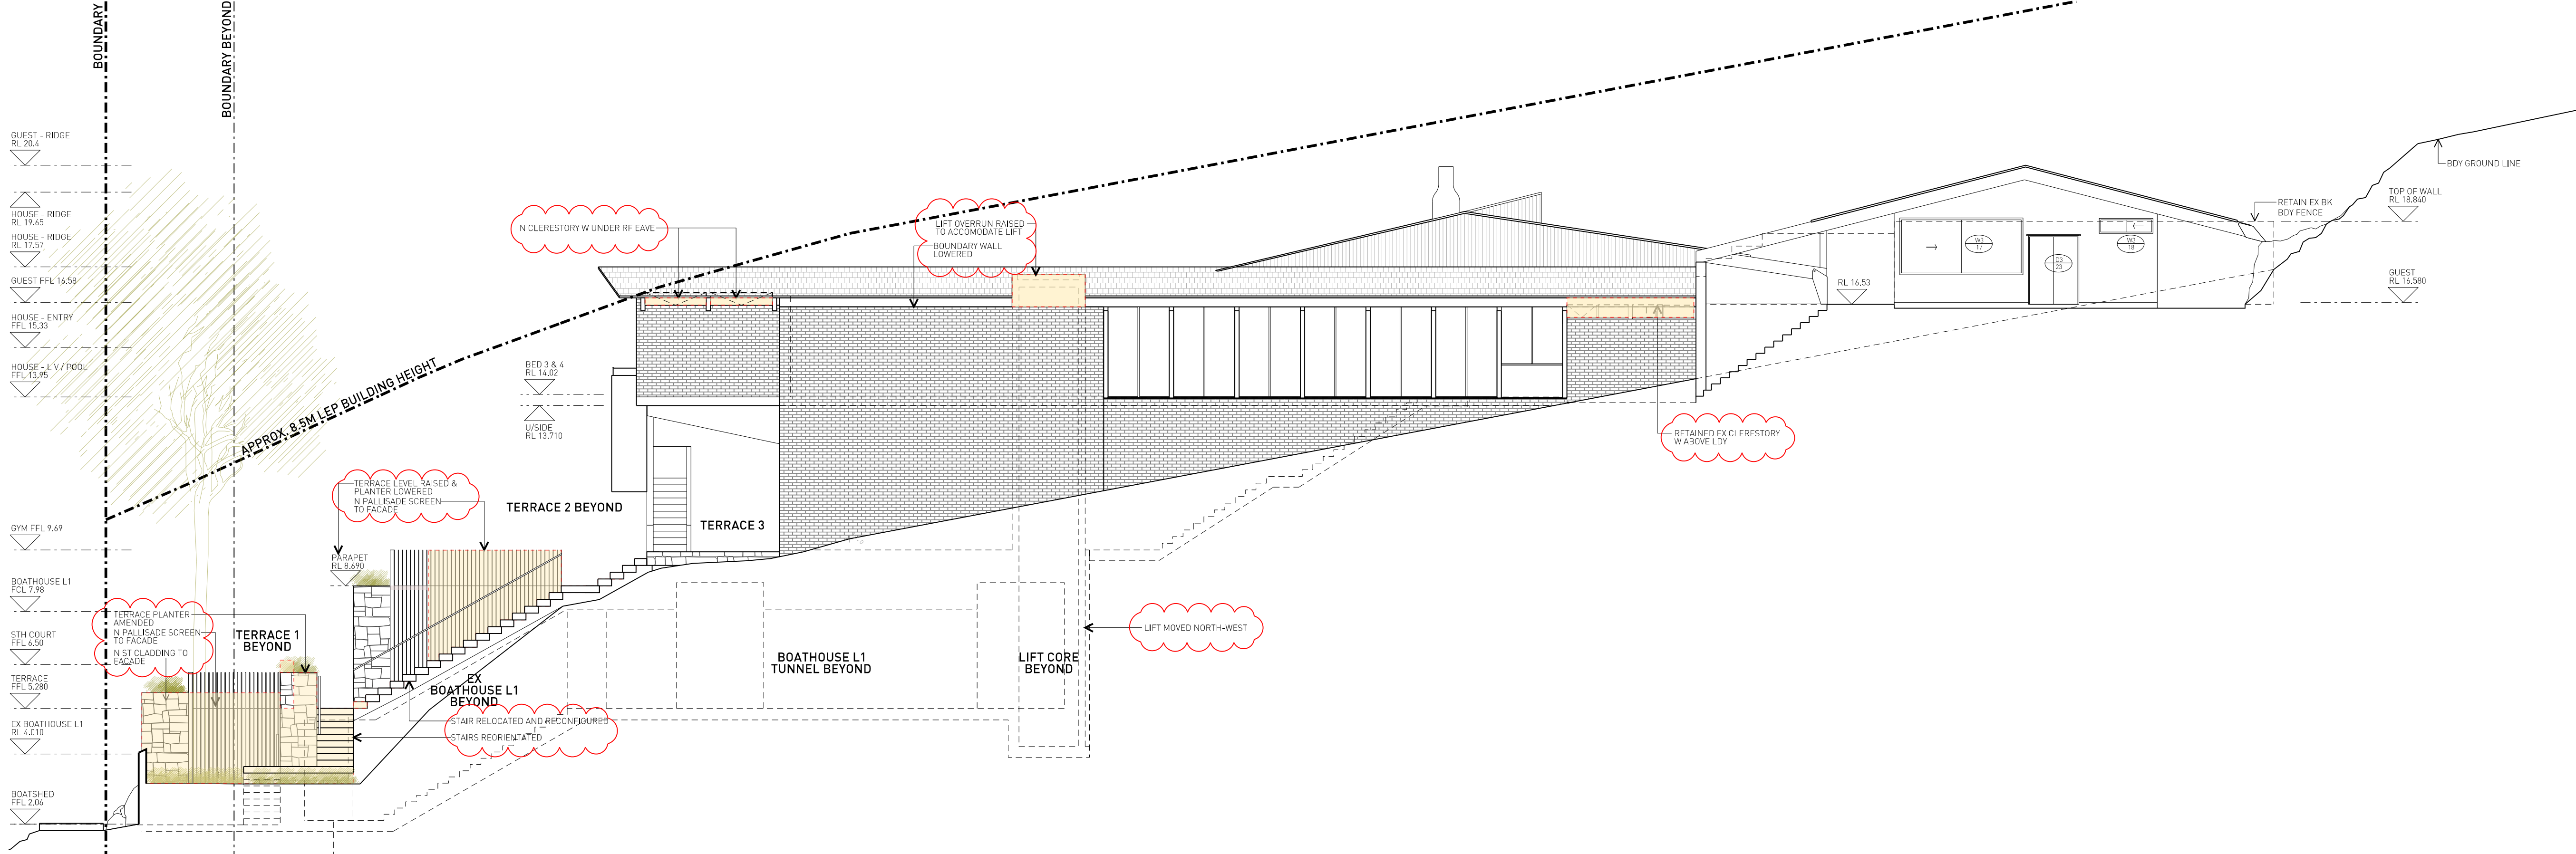 BOUNDARY
BOUNDARY BEYOND
GUEST - RIDGE
RL 20.4
HOUSE - RIDGE
RL 19.65
HOUSE - RIDGE
RL 17.57
GUEST FFL 16.58
HOUSE - ENTRY
FFL 15.33
HOUSE - LIV / POOL
FFL 13.95
GYM FFL 9.69
BOATHOUSE L1
FCL 7.98
STH COURT
FFL 6.50
TERRACE
FFL 5.280
EX BOATHOUSE L1
RL 4.010
BOATSHED
FFL 2.06
APPROX. 8.5M LEP BUILDING HEIGHT
N CLERESTORY W UNDER RF EAVE
LIFT OVERRUN RAISED
TO ACCOMODATE LIFT
BOUNDARY WALL
LOWERED
BED 3 & 4
RL 14.02
U/SIDE
RL 13.710
TERRACE LEVEL RAISED &
PLANTER LOWERED
N PALLISADE SCREEN
TO FACADE
PARAPET
RL 8.690
TERRACE 2 BEYOND
TERRACE 3
TERRACE PLANTER
AMENDED
N PALLISADE SCREEN
TO FACADE
N ST CLADDING TO
FACADE
TERRACE 1
BEYOND
EX
BOATHOUSE L1
BEYOND
STAIR RELOCATED AND RECONFIGURED
STAIRS REORIENTATED
BOATHOUSE L1
TUNNEL BEYOND
LIFT CORE
BEYOND
LIFT MOVED NORTH-WEST
RETAINED EX CLERESTORY
W ABOVE LDY
RL 16.53
W3
17
D3
23
W3
18
RETAIN EX BK
BDY FENCE
BDY GROUND LINE
TOP OF WALL
RL 18.840
GUEST
RL 16.580